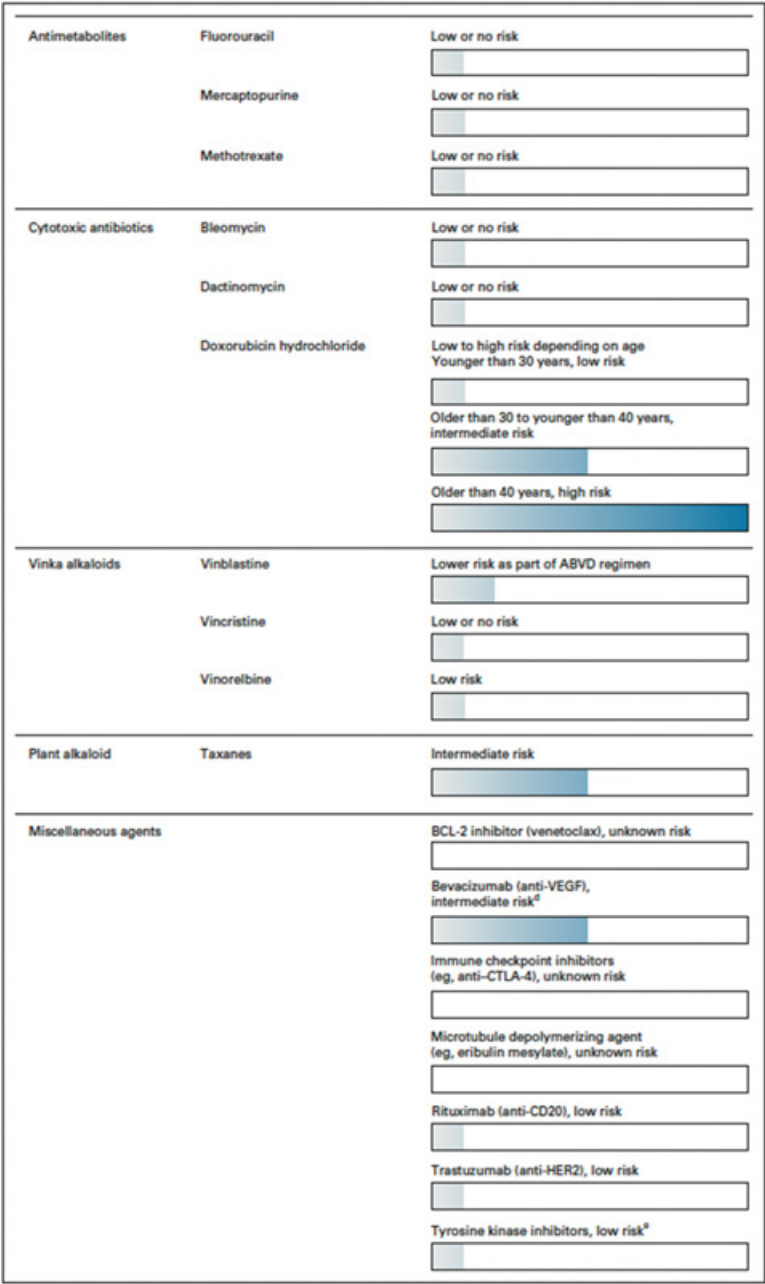 Antimetabolites Fluorouracil Low or no risk
Mercaptopurine Low or no risk
Methotrexate Low or no risk
Cytotoxic antibiotics Bleomycin Low or no risk
Dactinomycin Low or no risk
Doxorubicin hydrochloride Low to high risk depending on age
Younger than 30 years, low risk
Older than 30 to younger than 40 years,
intermediate risk
Older than 40 years, high risk
Vinka alkaloids Vinblastine Lower risk as part of ABVD regimen
Vincristine Low or no risk
Vinorelbine Low risk
Plant alkaloid Taxanes Intermediate risk
Miscellaneous agents BCL-2 inhibitor (venetoclax), unknown risk
Bevacizumab (anti-VEGF),
intermediate riskᵈ
Immune checkpoint inhibitors
(eg, anti–CTLA-4), unknown risk
Microtubule depolymerizing agent
(eg, eribulin mesylate), unknown risk
Rituximab (anti-CD20), low risk
Trastuzumab (anti-HER2), low risk
Tyrosine kinase inhibitors, low riskᵉ